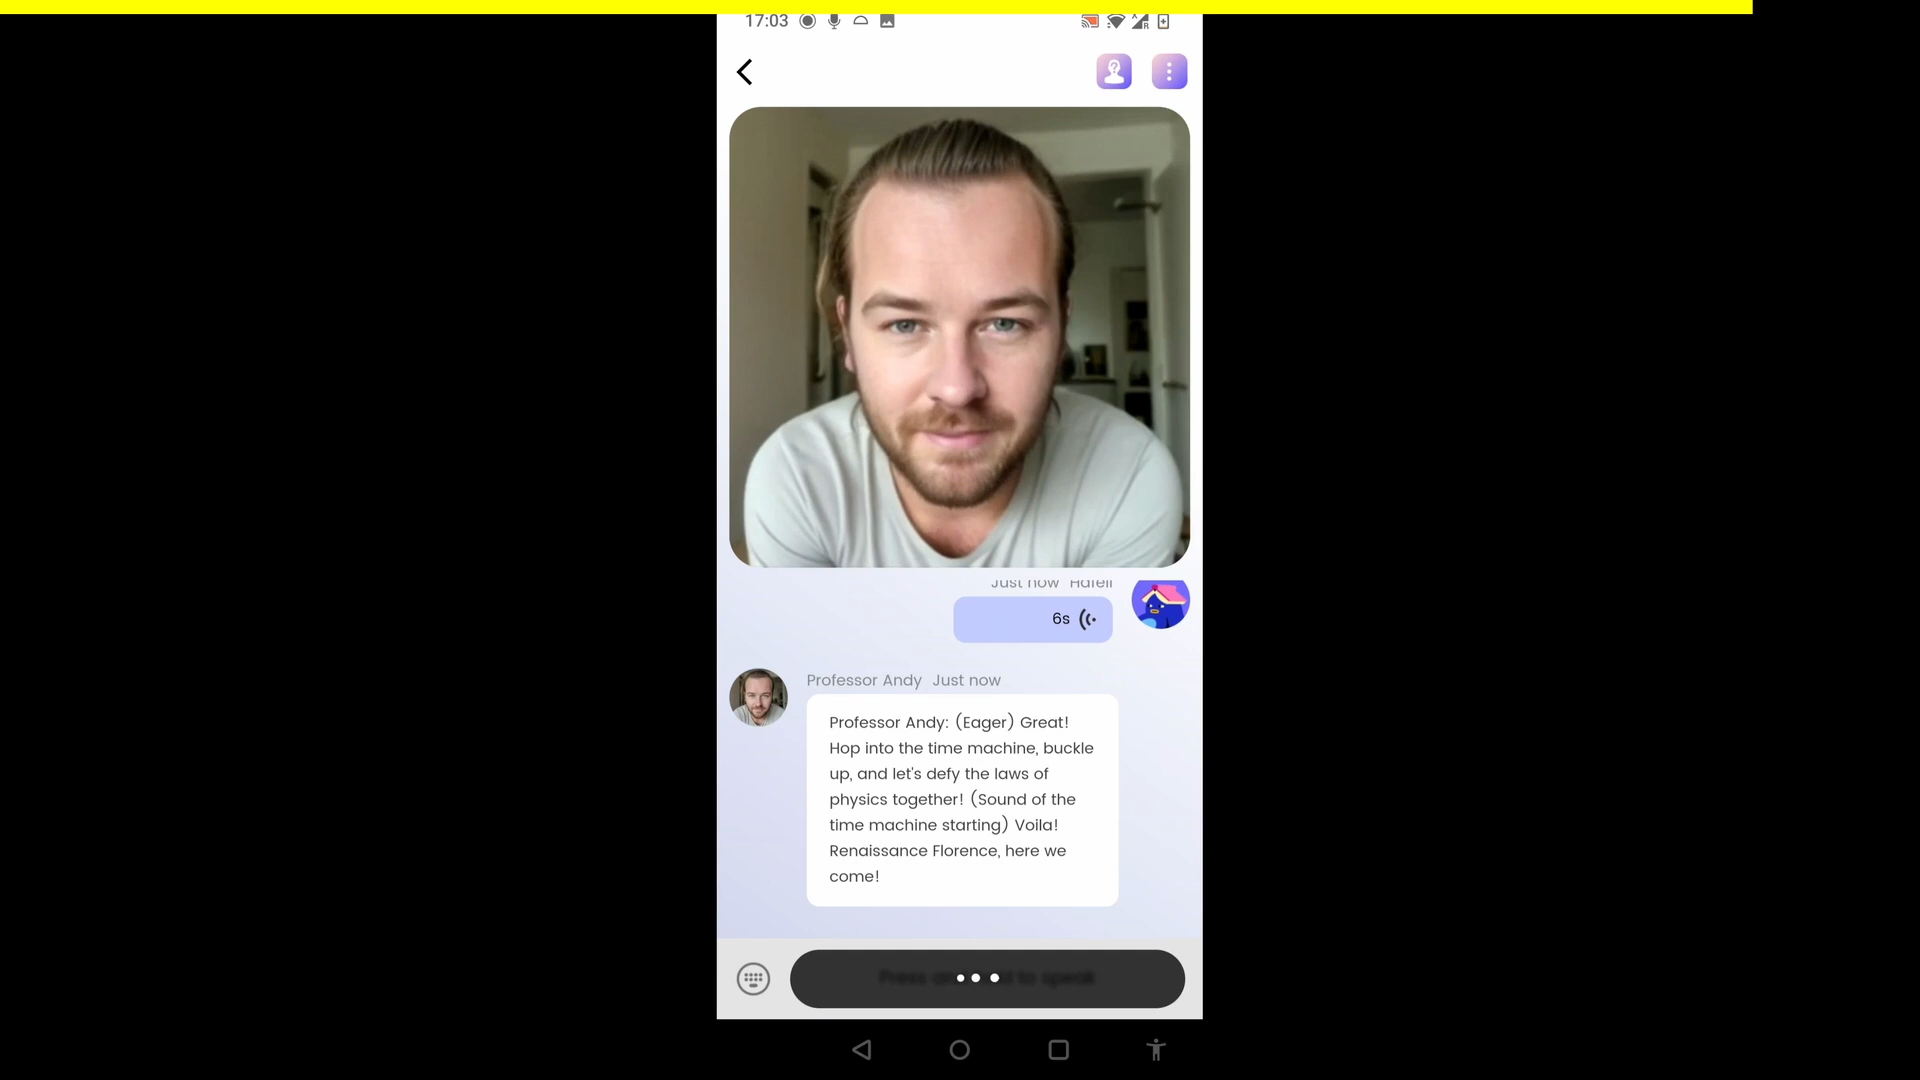 17:03
Just now Hafell
6s
Professor Andy Just now
Professor Andy: (Eager) Great!
Hop into the time machine, buckle
up, and let's defy the laws of
physics together! (Sound of the
time machine starting) Voila!
Renaissance Florence, here we
come!